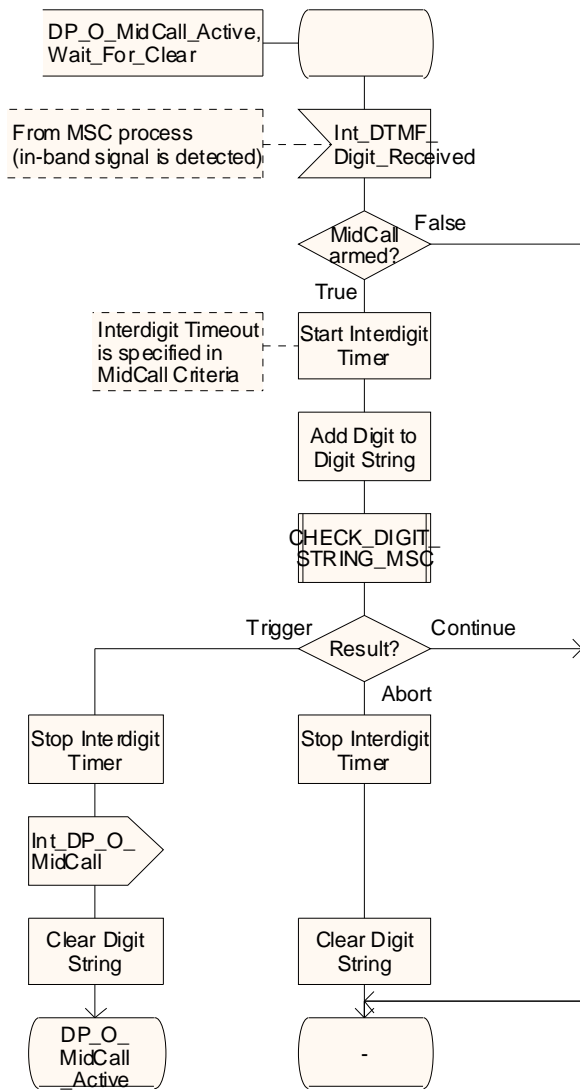 DP_O_MidCall_Active,
Wait_For_Clear
From MSC process
(in-band signal is detected)
Int_DTMF_
Digit_Received
MidCall
armed?
False
True
Interdigit Timeout
is specified in
MidCall Criteria
Start Interdigit
Timer
Add Digit to
Digit String
CHECK_DIGIT_
STRING_MSC
Trigger
Result?
Continue
Abort
Stop Interdigit
Timer
Stop Interdigit
Timer
Int_DP_O_
MidCall
Clear Digit
String
Clear Digit
String
DP_O_
MidCall
_Active
-